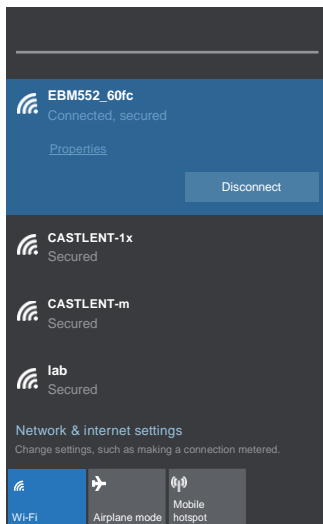 EBM552_60fc
Connected, secured
Properties
Disconnect
CASTLENT-1x
Secured
CASTLENT-m
Secured
lab
Secured
Network & internet settings
Change settings, such as making a connection metered.
Wi-Fi
Airplane mode
Mobile
hotspot